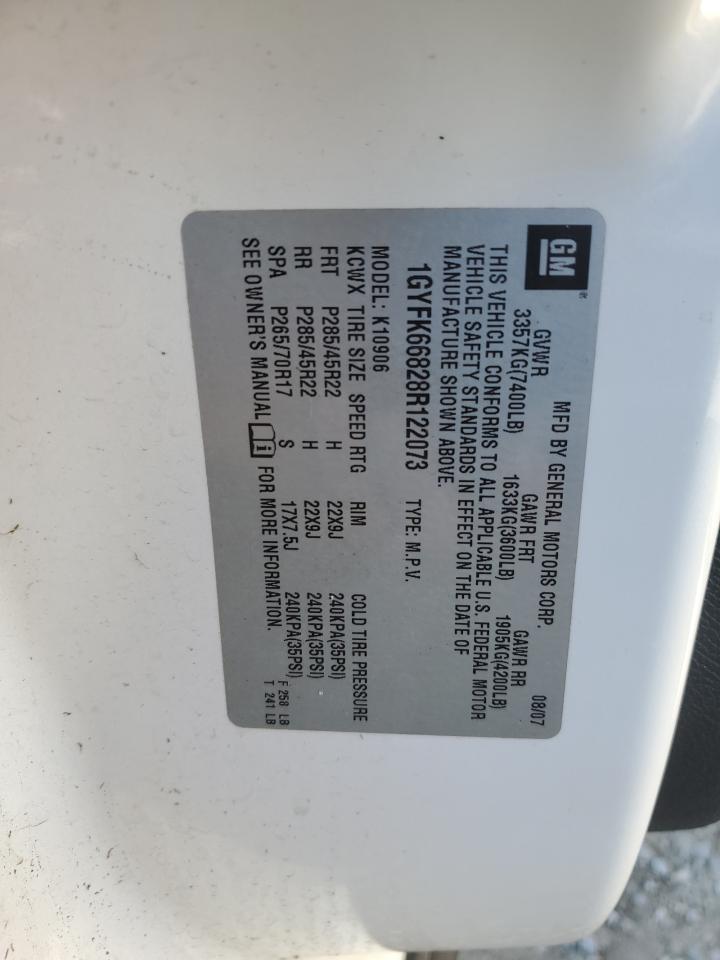 GM
MFD BY GENERAL MOTORS CORP. 08/07
GVWR GAWR FRT GAWR RR
3357KG(7400LB) 1633KG(3600LB) 1905KG(4200LB)
THIS VEHICLE CONFORMS TO ALL APPLICABLE U.S. FEDERAL MOTOR
VEHICLE SAFETY STANDARDS IN EFFECT ON THE DATE OF
MANUFACTURE SHOWN ABOVE.
1GYFK66828R122073 TYPE: M.P.V.
MODEL: K10906
KCWX TIRE SIZE SPEED RTG RIM COLD TIRE PRESSURE
FRT P285/45R22 H 22X9J 240KPA(35PSI)
RR P285/45R22 H 22X9J 240KPA(35PSI)
SPA P265/70R17 S 17X7.5J 240KPA(35PSI)
SEE OWNER'S MANUAL FOR MORE INFORMATION.
F 258 LB
T 241 LB